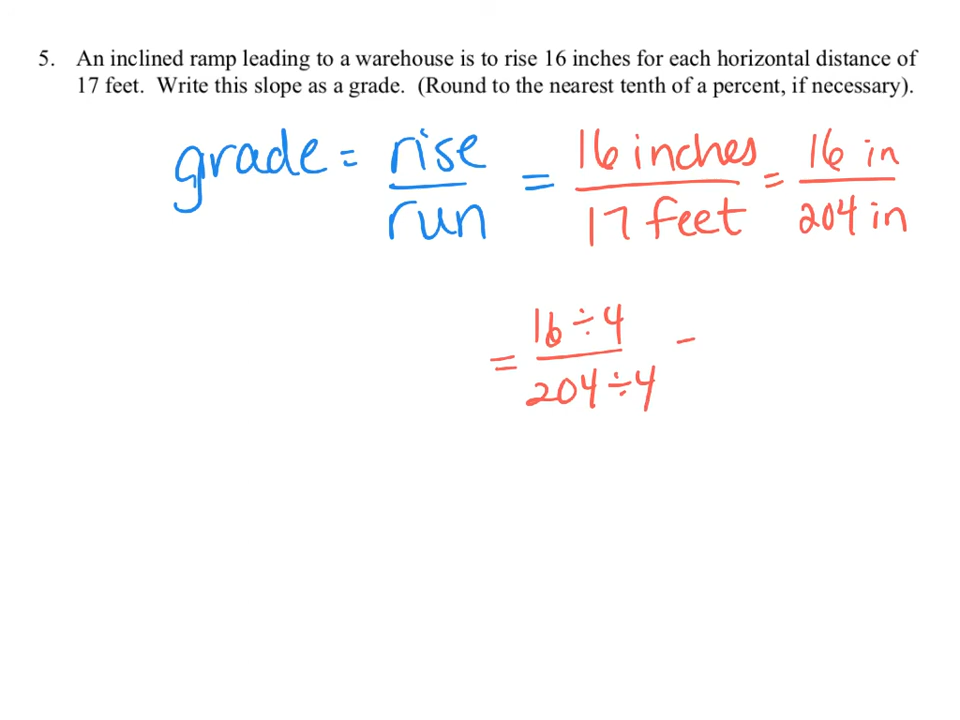 5. An inclined ramp leading to a warehouse is to rise 16 inches for each horizontal distance of
17 feet. Write this slope as a grade. (Round to the nearest tenth of a percent, if necessary).
grade = rise/run = 16 inches/17 feet = 16 in/204 in
= 16 ÷ 4/204 ÷ 4 -